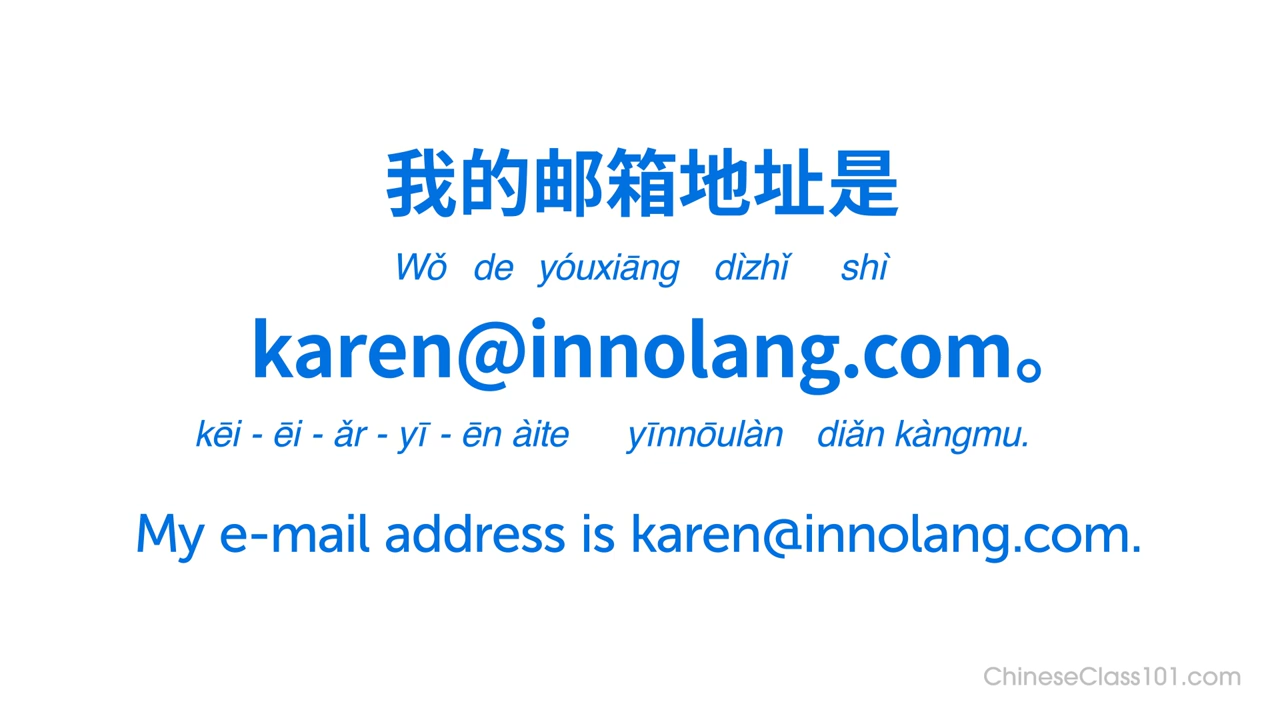 我的邮箱地址是
Wǒ de yóuxiāng dìzhǐ shì
karen@innolang.com。
kēi - ēi - ǎr - yī - ēn àite yīnnōulàn diǎn kàngmu.
My e-mail address is karen@innolang.com.
ChineseClass101.com